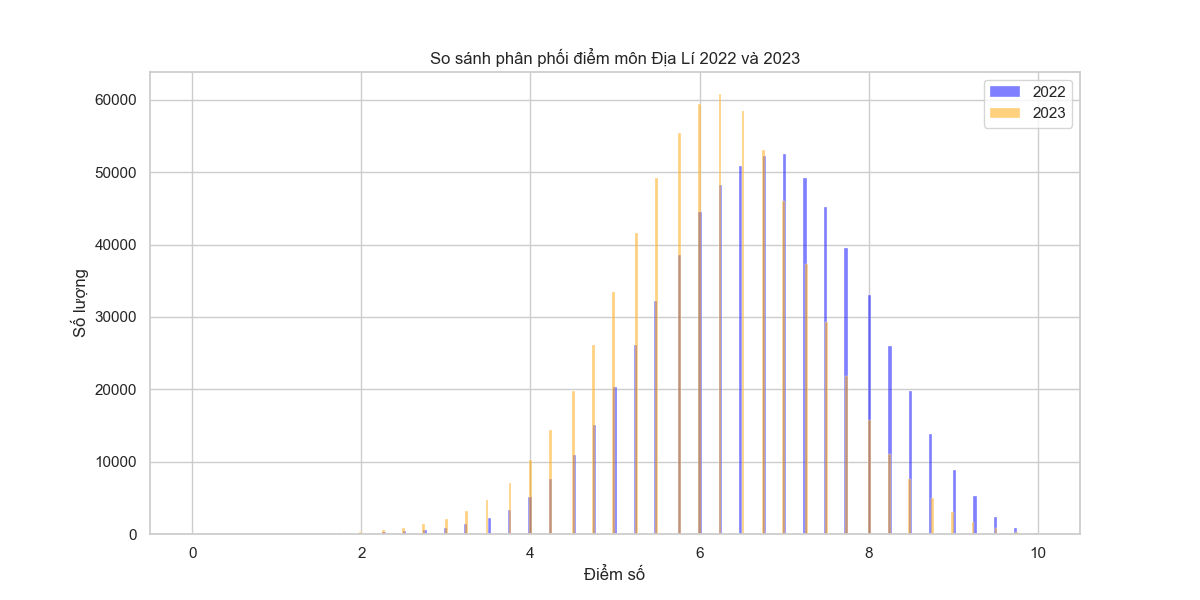 So sánh phân phối điểm môn Địa Lí 2022 và 2023
2022
2023
60000
50000
40000
30000
20000
10000
0
Số lượng
0 2 4 6 8 10
Điểm số